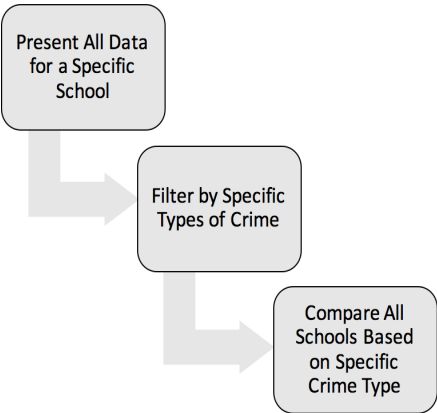 Present All Data
for a Specific
School
Filter by Specific
Types of Crime
Compare All
Schools Based
on Specific
Crime Type